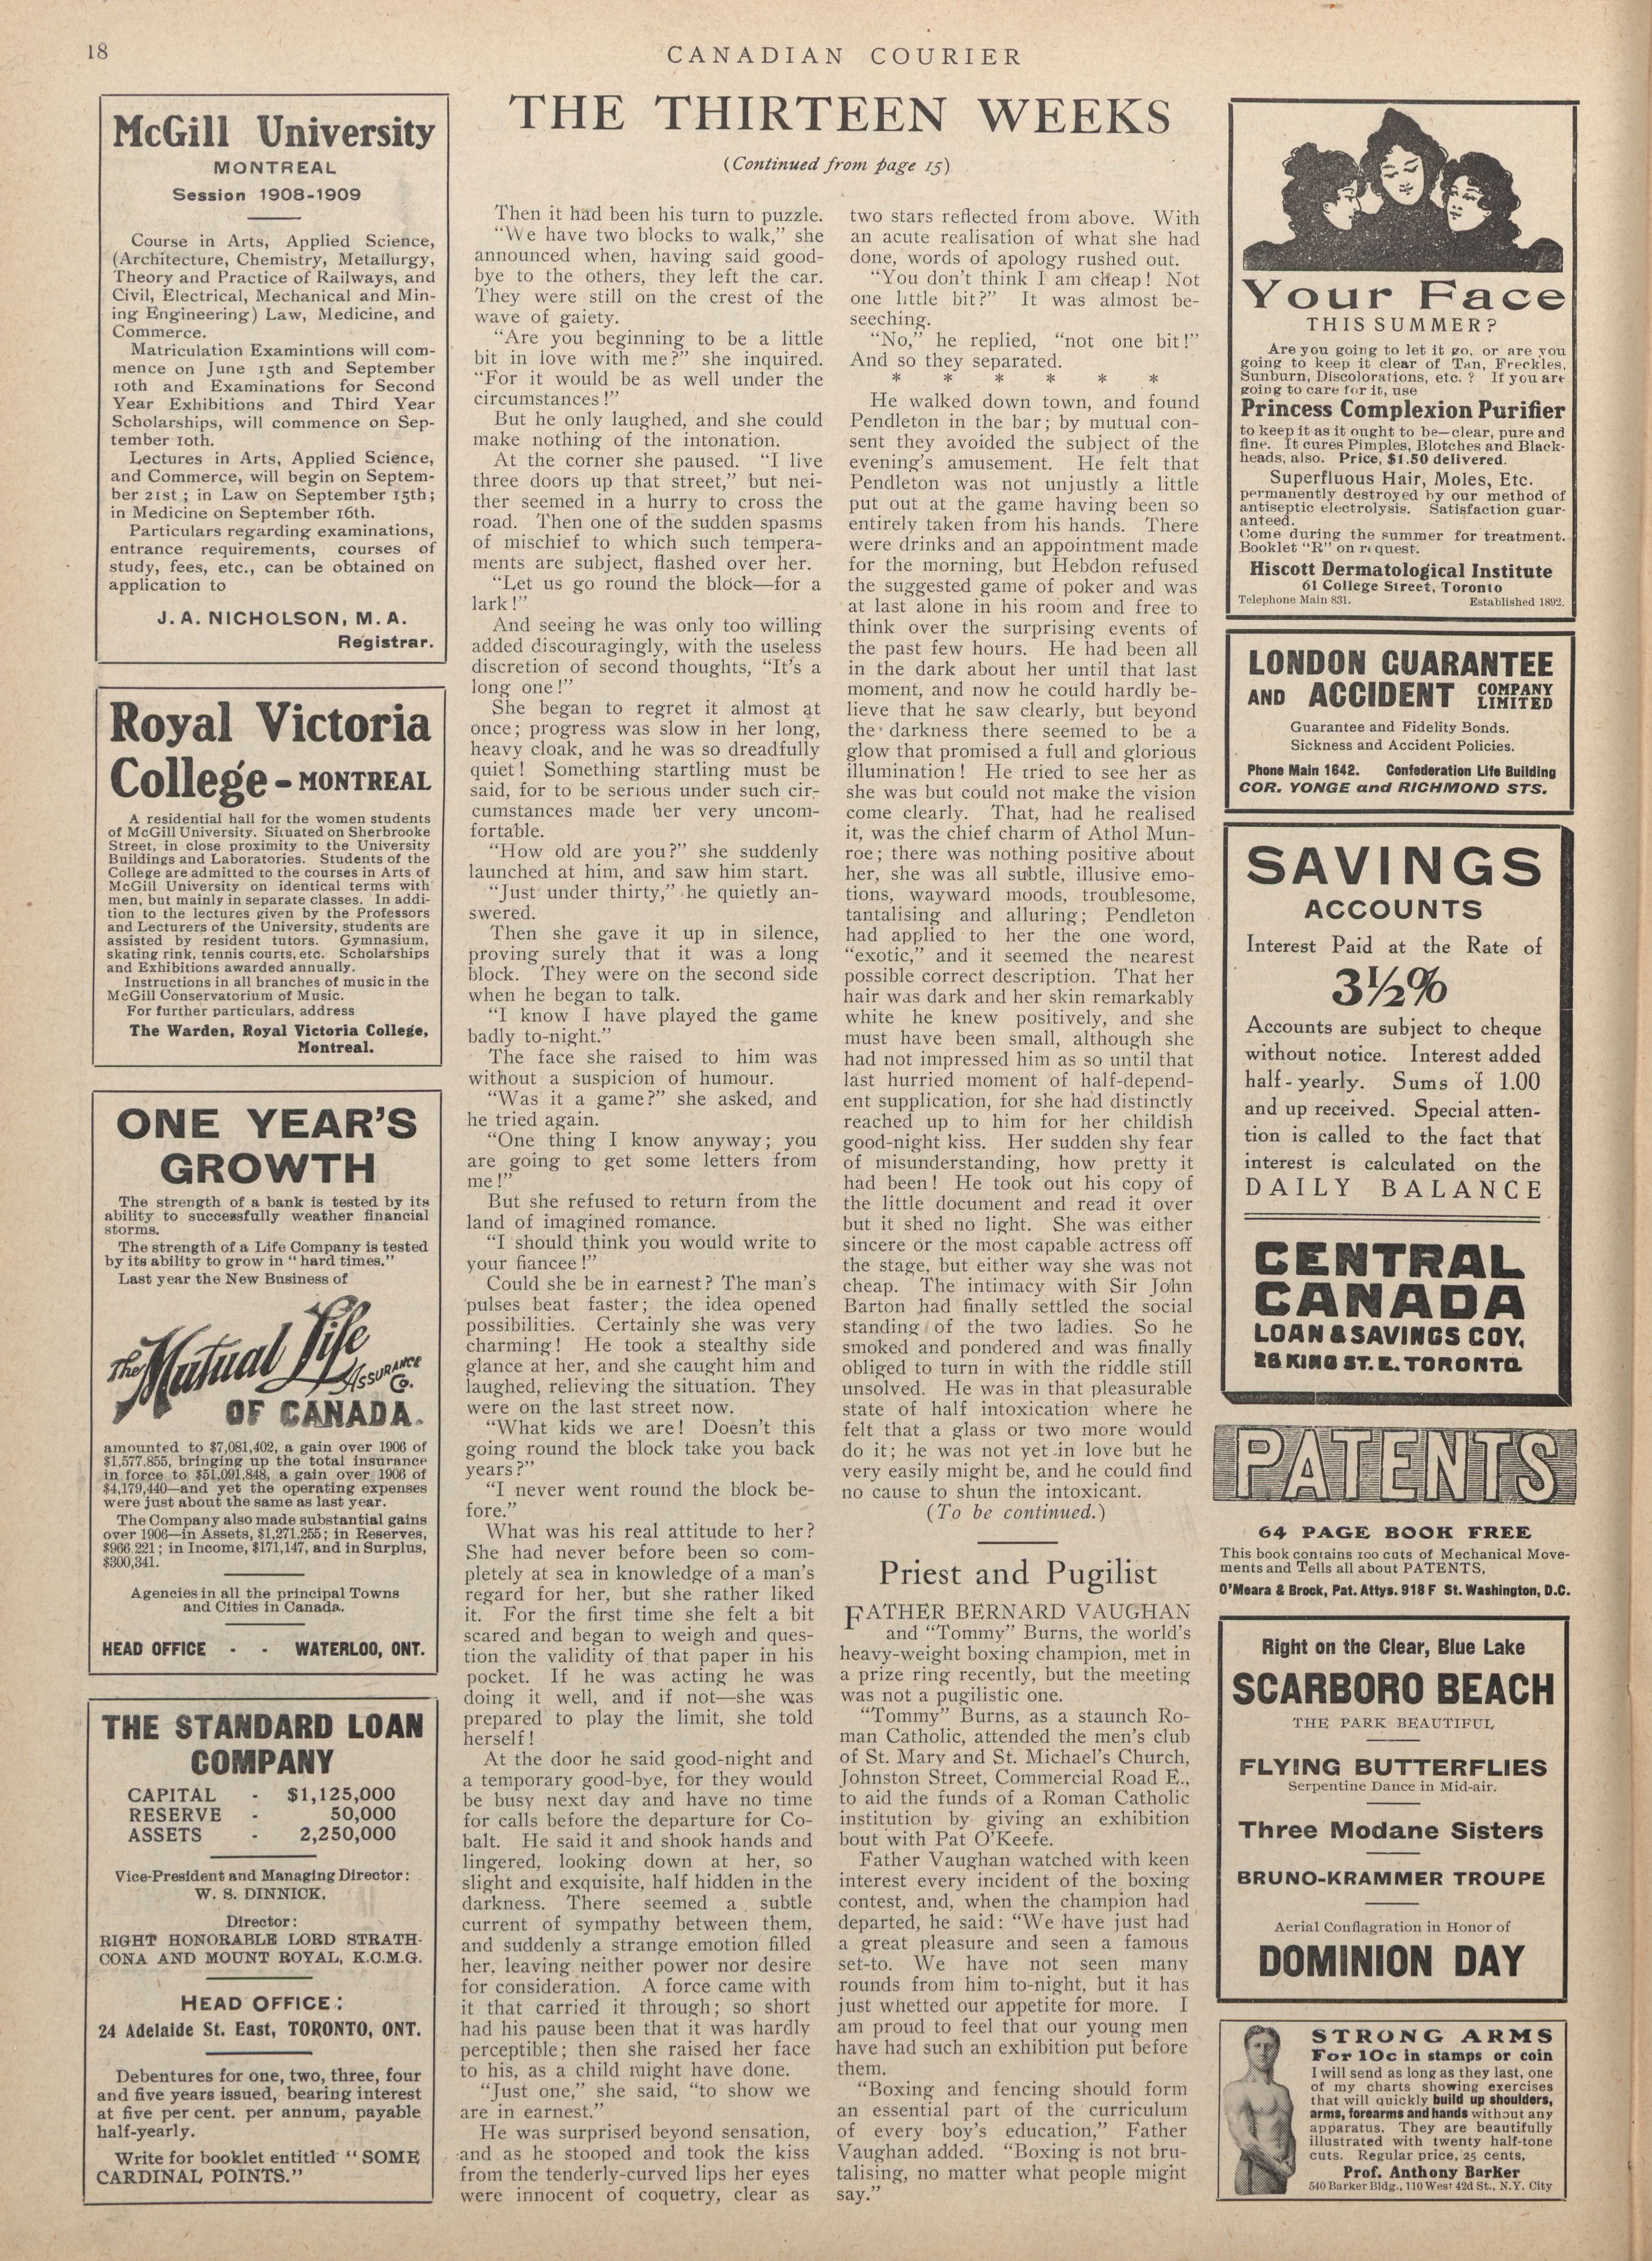 18
CANADIAN COURIER
McGill University
MONTREAL
Session 1908-1909
Course in Arts, Applied Science,
(Architecture, Chemistry, Metallurgy,
Theory and Practice of Railways, and
Civil, Electrical, Mechanical and Min-
ing Engineering) Law, Medicine, and
Commerce.
Matriculation Examintions will com-
mence on June 15th and September
10th and Examinations for Second
Year Exhibitions and Third Year
Scholarships, will commence on Sep-
tember 10th.
Lectures in Arts, Applied Science,
and Commerce, will begin on Septem-
ber 21st; in Law on September 15th;
in Medicine on September 16th.
Particulars regarding examinations,
entrance requirements, courses of
study, fees, etc., can be obtained on
application to
J. A. NICHOLSON, M. A.
Registrar.
Royal Victoria
College - MONTREAL
A residential hall for the women students
of McGill University. Situated on Sherbrooke
Street, in close proximity to the University
Buildings and Laboratories. Students of the
College are admitted to the courses in Arts of
McGill University on identical terms with
men, but mainly in separate classes. In addi-
tion to the lectures given by the Professors
and Lecturers of the University, students are
assisted by resident tutors. Gymnasium,
skating rink, tennis courts, etc. Scholarships
and Exhibitions awarded annually.
Instructions in all branches of music in the
McGill Conservatorium of Music.
For further particulars, address
The Warden, Royal Victoria College,
Montreal.
ONE YEAR'S
GROWTH
The strength of a bank is tested by its
ability to successfully weather financial
storms.
The strength of a Life Company is tested
by its ability to grow in "hard times."
Last year the New Business of
The Mutual Life
Assurance Co.
OF CANADA.
amounted to $7,081,402, a gain over 1906 of
$1,577,855, bringing up the total insurance
in force to $51,091,848, a gain over 1906 of
$4,179,440—and yet the operating expenses
were just about the same as last year.
The Company also made substantial gains
over 1906—in Assets, $1,271,255; in Reserves,
$966,221; in Income, $171,147, and in Surplus,
$300,341.
Agencies in all the principal Towns
and Cities in Canada.
HEAD OFFICE - - WATERLOO, ONT.
THE STANDARD LOAN
COMPANY
CAPITAL - $1,125,000
RESERVE - 50,000
ASSETS - 2,250,000
Vice-President and Managing Director:
W. S. DINNICK.
Director:
RIGHT HONORABLE LORD STRATH-
CONA AND MOUNT ROYAL, K.C.M.G.
HEAD OFFICE:
24 Adelaide St. East, TORONTO, ONT.
Debentures for one, two, three, four
and five years issued, bearing interest
at five per cent. per annum, payable
half-yearly.
Write for booklet entitled "SOME
CARDINAL POINTS."
THE THIRTEEN WEEKS
(Continued from page 15)
Then it had been his turn to puzzle.
"We have two blocks to walk," she
announced when, having said good-
bye to the others, they left the car.
They were still on the crest of the
wave of gaiety.
"Are you beginning to be a little
bit in love with me?" she inquired.
"For it would be as well under the
circumstances!"
But he only laughed, and she could
make nothing of the intonation.
At the corner she paused. "I live
three doors up that street," but nei-
ther seemed in a hurry to cross the
road. Then one of the sudden spasms
of mischief to which such tempera-
ments are subject, flashed over her.
"Let us go round the block—for a
lark!"
And seeing he was only too willing
added discouragingly, with the useless
discretion of second thoughts, "It's a
long one!"
She began to regret it almost at
once; progress was slow in her long,
heavy cloak, and he was so dreadfully
quiet! Something startling must be
said, for to be serious under such cir-
cumstances made her very uncom-
fortable.
"How old are you?" she suddenly
launched at him, and saw him start.
"Just under thirty," he quietly an-
swered.
Then she gave it up in silence,
proving surely that it was a long
block. They were on the second side
when he began to talk.
"I know I have played the game
badly to-night."
The face she raised to him was
without a suspicion of humour.
"Was it a game?" she asked, and
he tried again.
"One thing I know anyway; you
are going to get some letters from
me!"
But she refused to return from the
land of imagined romance.
"I should think you would write to
your fiancee!"
Could she be in earnest? The man's
pulses beat faster; the idea opened
possibilities. Certainly she was very
charming! He took a stealthy side
glance at her, and she caught him and
laughed, relieving the situation. They
were on the last street now.
"What kids we are! Doesn't this
going round the block take you back
years?"
"I never went round the block be-
fore."
What was his real attitude to her?
She had never before been so com-
pletely at sea in knowledge of a man's
regard for her, but she rather liked
it. For the first time she felt a bit
scared and began to weigh and ques-
tion the validity of that paper in his
pocket. If he was acting he was
doing it well, and if not—she was
prepared to play the limit, she told
herself!
At the door he said good-night and
a temporary good-bye, for they would
be busy next day and have no time
for calls before the departure for Co-
balt. He said it and shook hands and
lingered, looking down at her, so
slight and exquisite, half hidden in the
darkness. There seemed a subtle
current of sympathy between them,
and suddenly a strange emotion filled
her, leaving neither power nor desire
for consideration. A force came with
it that carried it through; so short
had his pause been that it was hardly
perceptible; then she raised her face
to his, as a child might have done.
"Just one," she said, "to show we
are in earnest."
He was surprised beyond sensation,
and as he stooped and took the kiss
from the tenderly-curved lips her eyes
were innocent of coquetry, clear as
two stars reflected from above. With
an acute realisation of what she had
done, words of apology rushed out.
"You don't think I am cheap! Not
one little bit?" It was almost be-
seeching.
"No," he replied, "not one bit!"
And so they separated.
* * * * * *
He walked down town, and found
Pendleton in the bar; by mutual con-
sent they avoided the subject of the
evening's amusement. He felt that
Pendleton was not unjustly a little
put out at the game having been so
entirely taken from his hands. There
were drinks and an appointment made
for the morning, but Hebdon refused
the suggested game of poker and was
at last alone in his room and free to
think over the surprising events of
the past few hours. He had been all
in the dark about her until that last
moment, and now he could hardly be-
lieve that he saw clearly, but beyond
the darkness there seemed to be a
glow that promised a full and glorious
illumination! He tried to see her as
she was but could not make the vision
come clearly. That, had he realised
it, was the chief charm of Athol Mun-
roe; there was nothing positive about
her, she was all subtle, illusive emo-
tions, wayward moods, troublesome,
tantalising and alluring; Pendleton
had applied to her the one word,
"exotic," and it seemed the nearest
possible correct description. That her
hair was dark and her skin remarkably
white he knew positively, and she
must have been small, although she
had not impressed him as so until that
last hurried moment of half-depend-
ent supplication, for she had distinctly
reached up to him for her childish
good-night kiss. Her sudden shy fear
of misunderstanding, how pretty it
had been! He took out his copy of
the little document and read it over
but it shed no light. She was either
sincere or the most capable actress off
the stage, but either way she was not
cheap. The intimacy with Sir John
Barton had finally settled the social
standing of the two ladies. So he
smoked and pondered and was finally
obliged to turn in with the riddle still
unsolved. He was in that pleasurable
state of half intoxication where he
felt that a glass or two more would
do it; he was not yet in love but he
very easily might be, and he could find
no cause to shun the intoxicant.
(To be continued.)
Priest and Pugilist
FATHER BERNARD VAUGHAN
and "Tommy" Burns, the world's
heavy-weight boxing champion, met in
a prize ring recently, but the meeting
was not a pugilistic one.
"Tommy" Burns, as a staunch Ro-
man Catholic, attended the men's club
of St. Mary and St. Michael's Church,
Johnston Street, Commercial Road E.,
to aid the funds of a Roman Catholic
institution by giving an exhibition
bout with Pat O'Keefe.
Father Vaughan watched with keen
interest every incident of the boxing
contest, and, when the champion had
departed, he said: "We have just had
a great pleasure and seen a famous
set-to. We have not seen many
rounds from him to-night, but it has
just whetted our appetite for more. I
am proud to feel that our young men
have had such an exhibition put before
them.
"Boxing and fencing should form
an essential part of the curriculum
of every boy's education," Father
Vaughan added. "Boxing is not bru-
talising, no matter what people might
say."
Your Face
THIS SUMMER?
Are you going to let it go, or are you
going to keep it clear of Tan, Freckles,
Sunburn, Discolorations, etc.? If you are
going to care for it, use
Princess Complexion Purifier
to keep it as it ought to be—clear, pure and
fine. It cures Pimples, Blotches and Black-
heads, also. Price, $1.50 delivered.
Superfluous Hair, Moles, Etc.
permanently destroyed by our method of
antiseptic electrolysis. Satisfaction guar-
anteed.
Come during the summer for treatment.
Booklet "R" on request.
Hiscott Dermatological Institute
61 College Street, Toronto
Telephone Main 831. Established 1892.
LONDON GUARANTEE
AND ACCIDENT COMPANY LIMITED
Guarantee and Fidelity Bonds.
Sickness and Accident Policies.
Phone Main 1642. Confederation Life Building
COR. YONGE and RICHMOND STS.
SAVINGS
ACCOUNTS
Interest Paid at the Rate of
3½%
Accounts are subject to cheque
without notice. Interest added
half-yearly. Sums of 1.00
and up received. Special atten-
tion is called to the fact that
interest is calculated on the
DAILY BALANCE
CENTRAL
CANADA
LOAN & SAVINGS COY,
26 KING ST. E. TORONTO.
PATENTS
64 PAGE BOOK FREE
This book contains 100 cuts of Mechanical Move-
ments and Tells all about PATENTS,
O'Meara & Brock, Pat. Attys. 918 F St. Washington, D.C.
Right on the Clear, Blue Lake
SCARBORO BEACH
THE PARK BEAUTIFUL
FLYING BUTTERFLIES
Serpentine Dance in Mid-air.
Three Modane Sisters
BRUNO-KRAMMER TROUPE
Aerial Conflagration in Honor of
DOMINION DAY
STRONG ARMS
For 10c in stamps or coin
I will send as long as they last, one
of my charts showing exercises
that will quickly build up shoulders,
arms, forearms and hands without any
apparatus. They are beautifully
illustrated with twenty half-tone
cuts. Regular price, 25 cents,
Prof. Anthony Barker
540 Barker Bldg., 110 West 42d St., N.Y. City